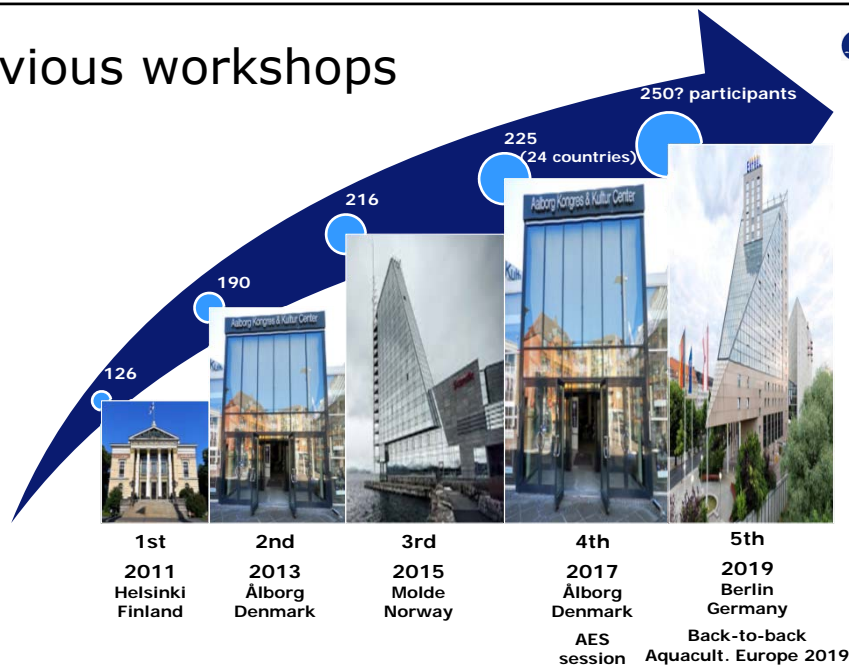 vious workshops
250? participants
225
(24 countries)
216
190
126
Aalborg Kongres & Kultur Center
Aalborg Kongres & Kultur Center
1st
2011
Helsinki
Finland
2nd
2013
Ålborg
Denmark
3rd
2015
Molde
Norway
4th
2017
Ålborg
Denmark
AES
session
5th
2019
Berlin
Germany
Back-to-back
Aquacult. Europe 2019